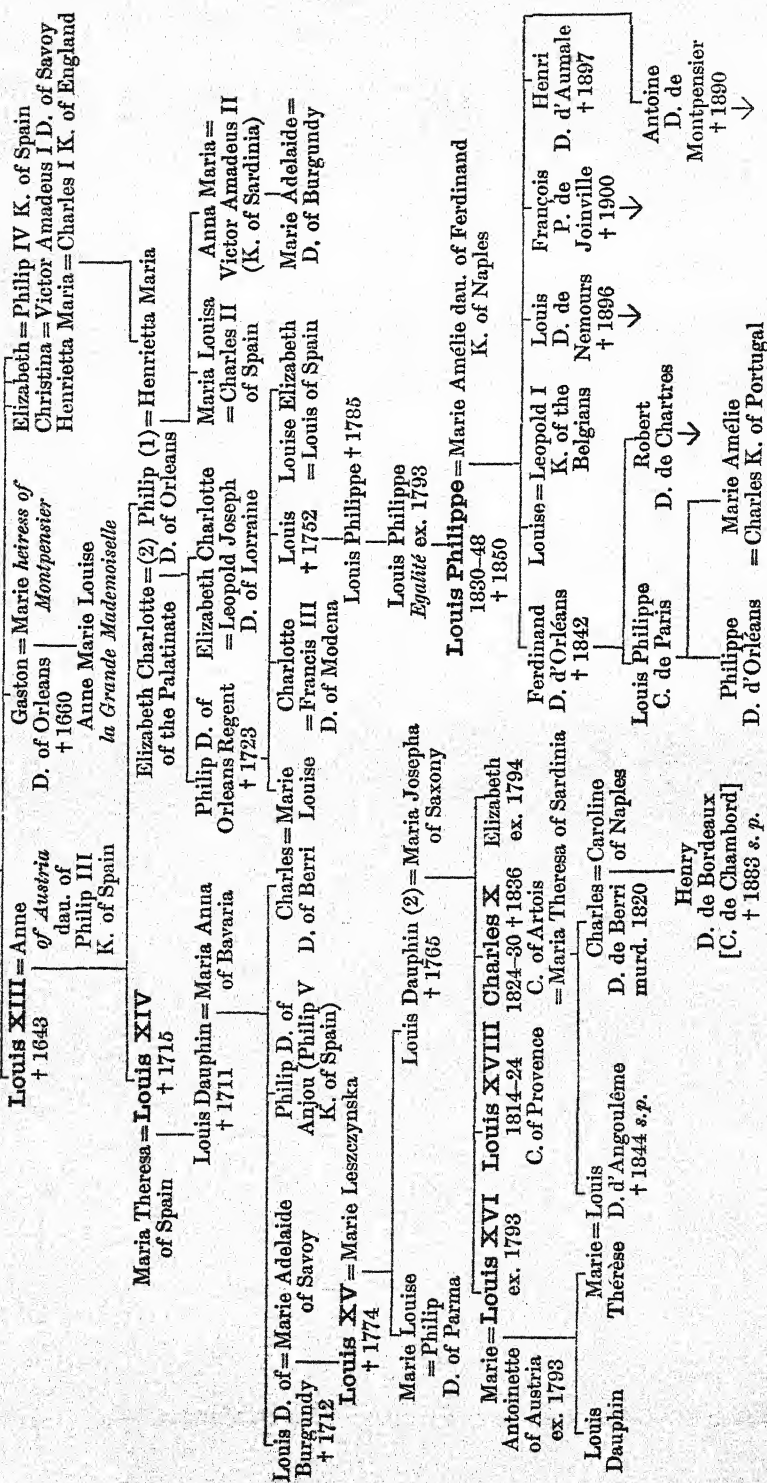 Louis XIII = Anne
† 1643 of Austria
dau. of
Philip III
K. of Spain
Gaston = Marie heiress of
D. of Orleans Montpensier
† 1660
Anne Marie Louise
la Grande Mademoiselle
Elizabeth = Philip IV K. of Spain
Christina = Victor Amadeus I D. of Savoy
Henrietta Maria = Charles I K. of England
Maria Theresa = Louis XIV
of Spain † 1715
Elizabeth Charlotte = (2) Philip (1) = Henrietta Maria
of the Palatinate D. of Orleans
Louis Dauphin = Maria Anna
† 1711 of Bavaria
Philip D. of
Orleans Regent
† 1723
Elizabeth Charlotte
= Leopold Joseph
D. of Lorraine
Maria Louisa
= Charles II
of Spain
Anna Maria =
Victor Amadeus II
(K. of Sardinia)
Marie Adelaide =
D. of Burgundy
Louis D. of = Marie Adelaide
Burgundy of Savoy
† 1712
Philip D. of
Anjou (Philip V
K. of Spain)
Charles = Marie
D. of Berri Louise
Charlotte
= Francis III
D. of Modena
Louis
† 1752
Louise Elizabeth
= Louis of Spain
Louis XV = Marie Leszczynska
† 1774
Louis Philippe † 1785
Marie Louise
= Philip
D. of Parma
Louis Dauphin (2) = Maria Josepha
† 1765 of Saxony
Louis Philippe
Egalité ex. 1793
Marie = Louis XVI
Antoinette ex. 1793
of Austria
ex. 1793
Louis XVIII
1814–24
C. of Provence
Charles X
1824–30 † 1836
C. of Artois
= Maria Theresa of Sardinia
Elizabeth
ex. 1794
Louis Philippe = Marie Amélie dau. of Ferdinand
1830–48 K. of Naples
† 1850
Louis
Dauphin
Marie = Louis
Thérèse D. d'Angoulême
† 1844 s.p.
Charles = Caroline
D. de Berri of Naples
murd. 1820
Ferdinand
D. d'Orléans
† 1842
Louise = Leopold I
K. of the
Belgians
Louis
D. de
Nemours
† 1896
François
P. de
Joinville
† 1900
Henri
D. d'Aumale
† 1897
Antoine
D. de
Montpensier
† 1890
Henry
D. de Bordeaux
[C. de Chambord]
† 1883 s.p.
Louis Philippe
C. de Paris
Robert
D. de Chartres
Philippe
D. d'Orléans
Marie Amélie
= Charles K. of Portugal